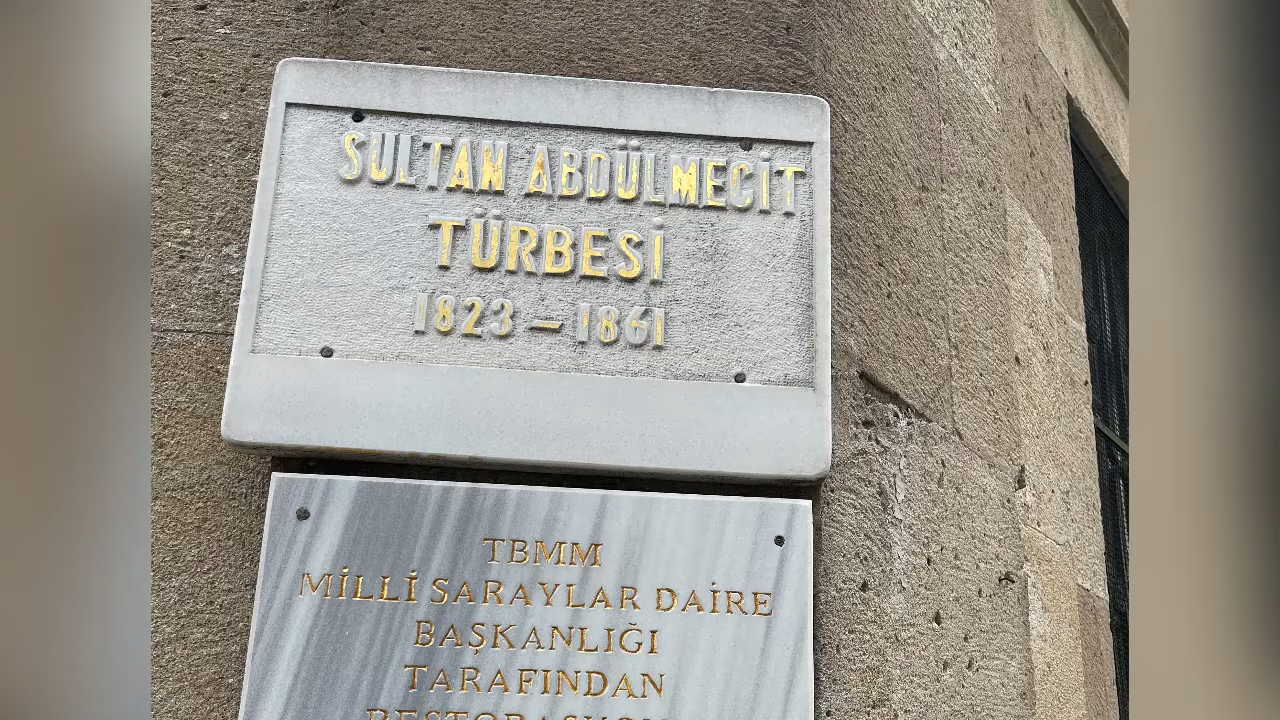 SULTAN ABDÜLMECİT
TÜRBESİ
1823 – 1861
TBMM
MİLLİ SARAYLAR DAİRE
BAŞKANLIĞI
TARAFINDAN